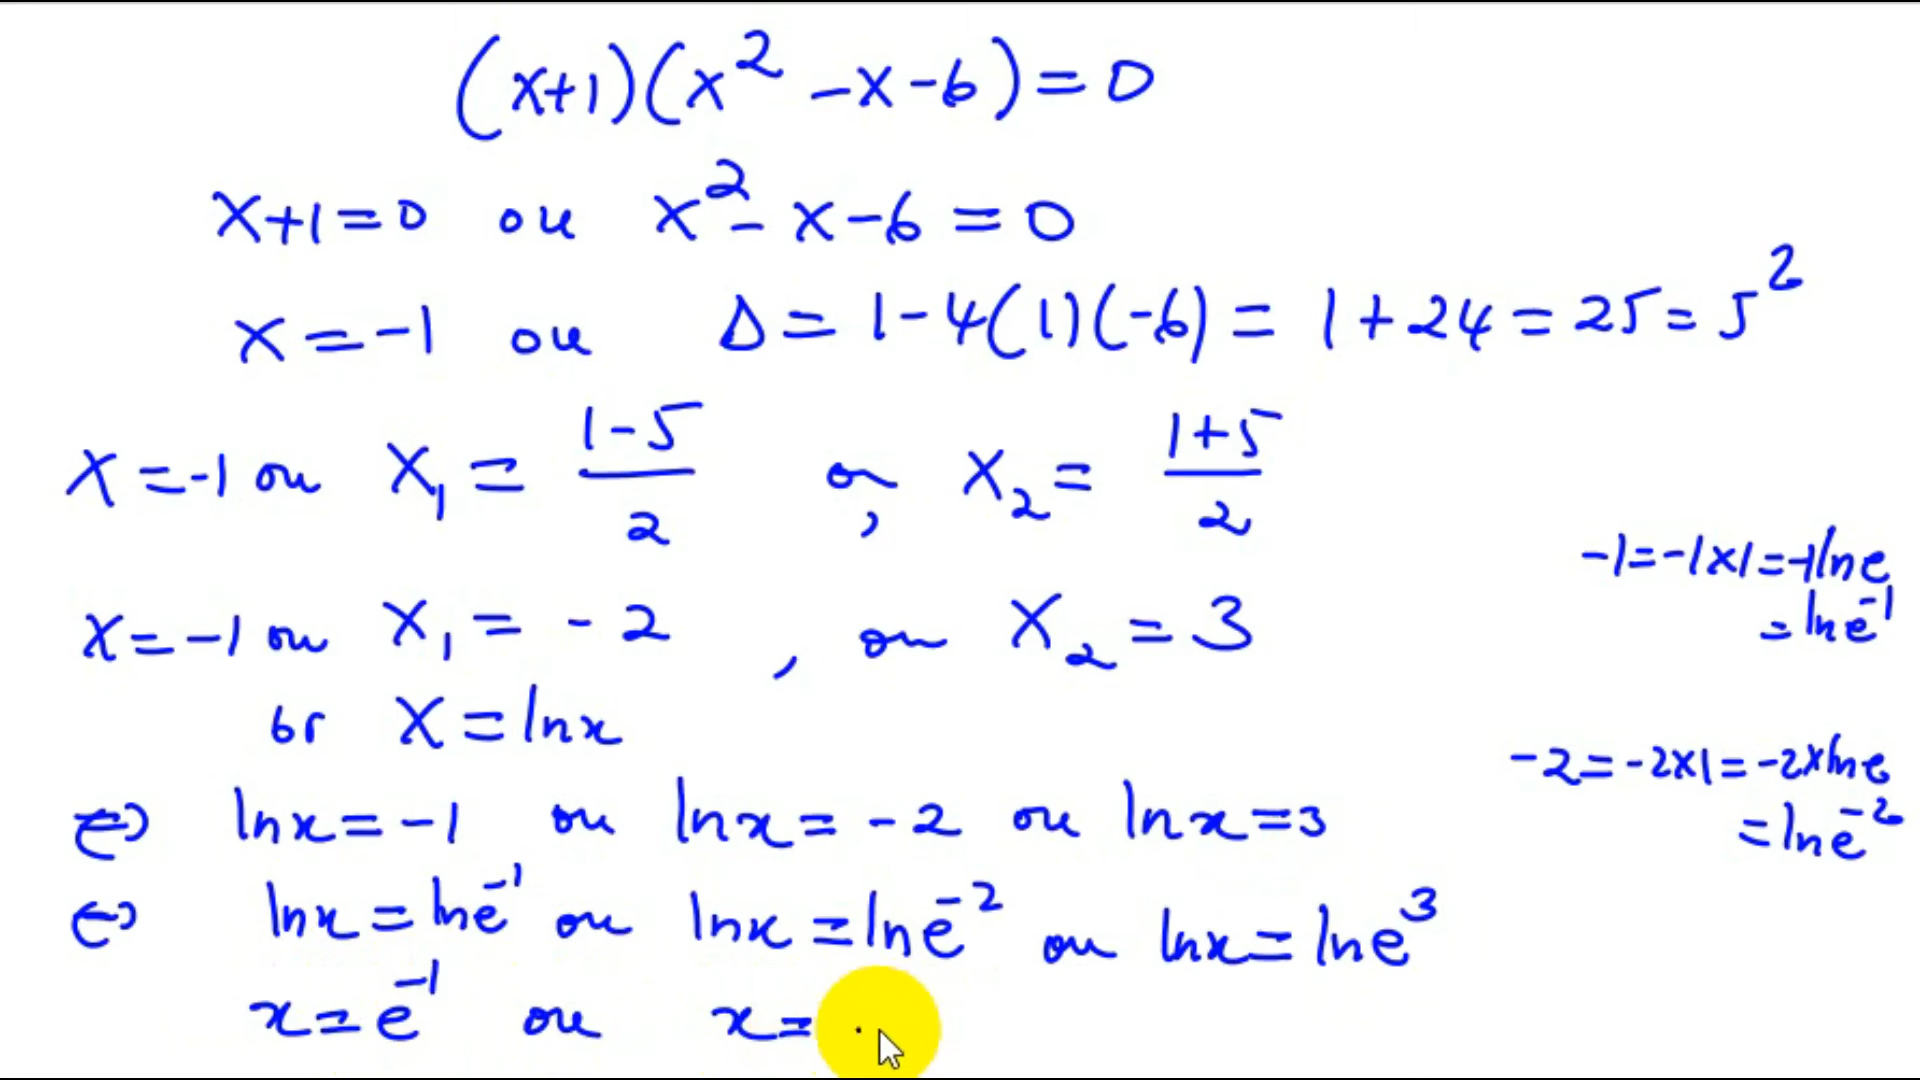 (x+1)(x² -x-6)=0
x+1=0 ou x²- x-6=0
x=-1 ou Δ=1-4(1)(-6)=1+24=25=5²
X=-1 ou X₁=(1-5)/2 ou, X₂=(1+5)/2
-1=-1×1=-1lne
=lne⁻¹
X=-1 ou X₁=-2, ou X₂=3
or X=lnx
-2=-2×1=-2×lne
=lne⁻²
⇔ lnx=-1 ou lnx=-2 ou lnx=3
⇔ lnx=lne⁻¹ ou lnx=lne⁻² ou lnx=lne³
x=e⁻¹ ou x=